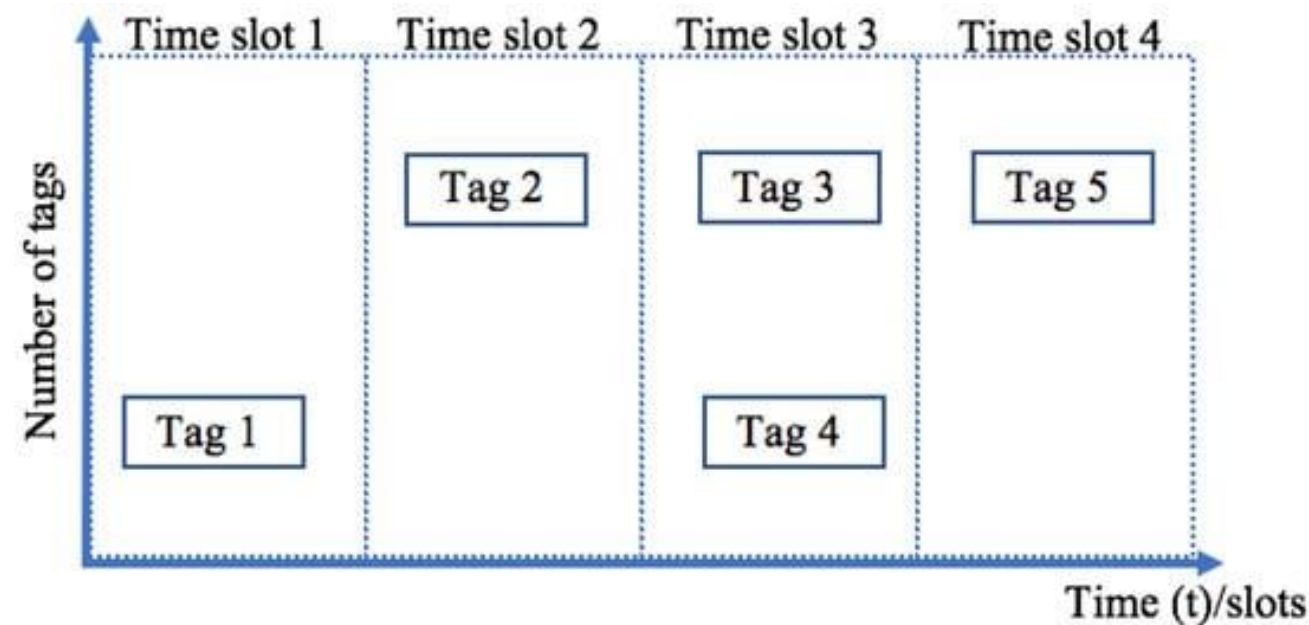 Time slot 1 Time slot 2 Time slot 3 Time slot 4
Tag 2 Tag 3 Tag 5
Number of tags
Tag 1 Tag 4
Time (t)/slots